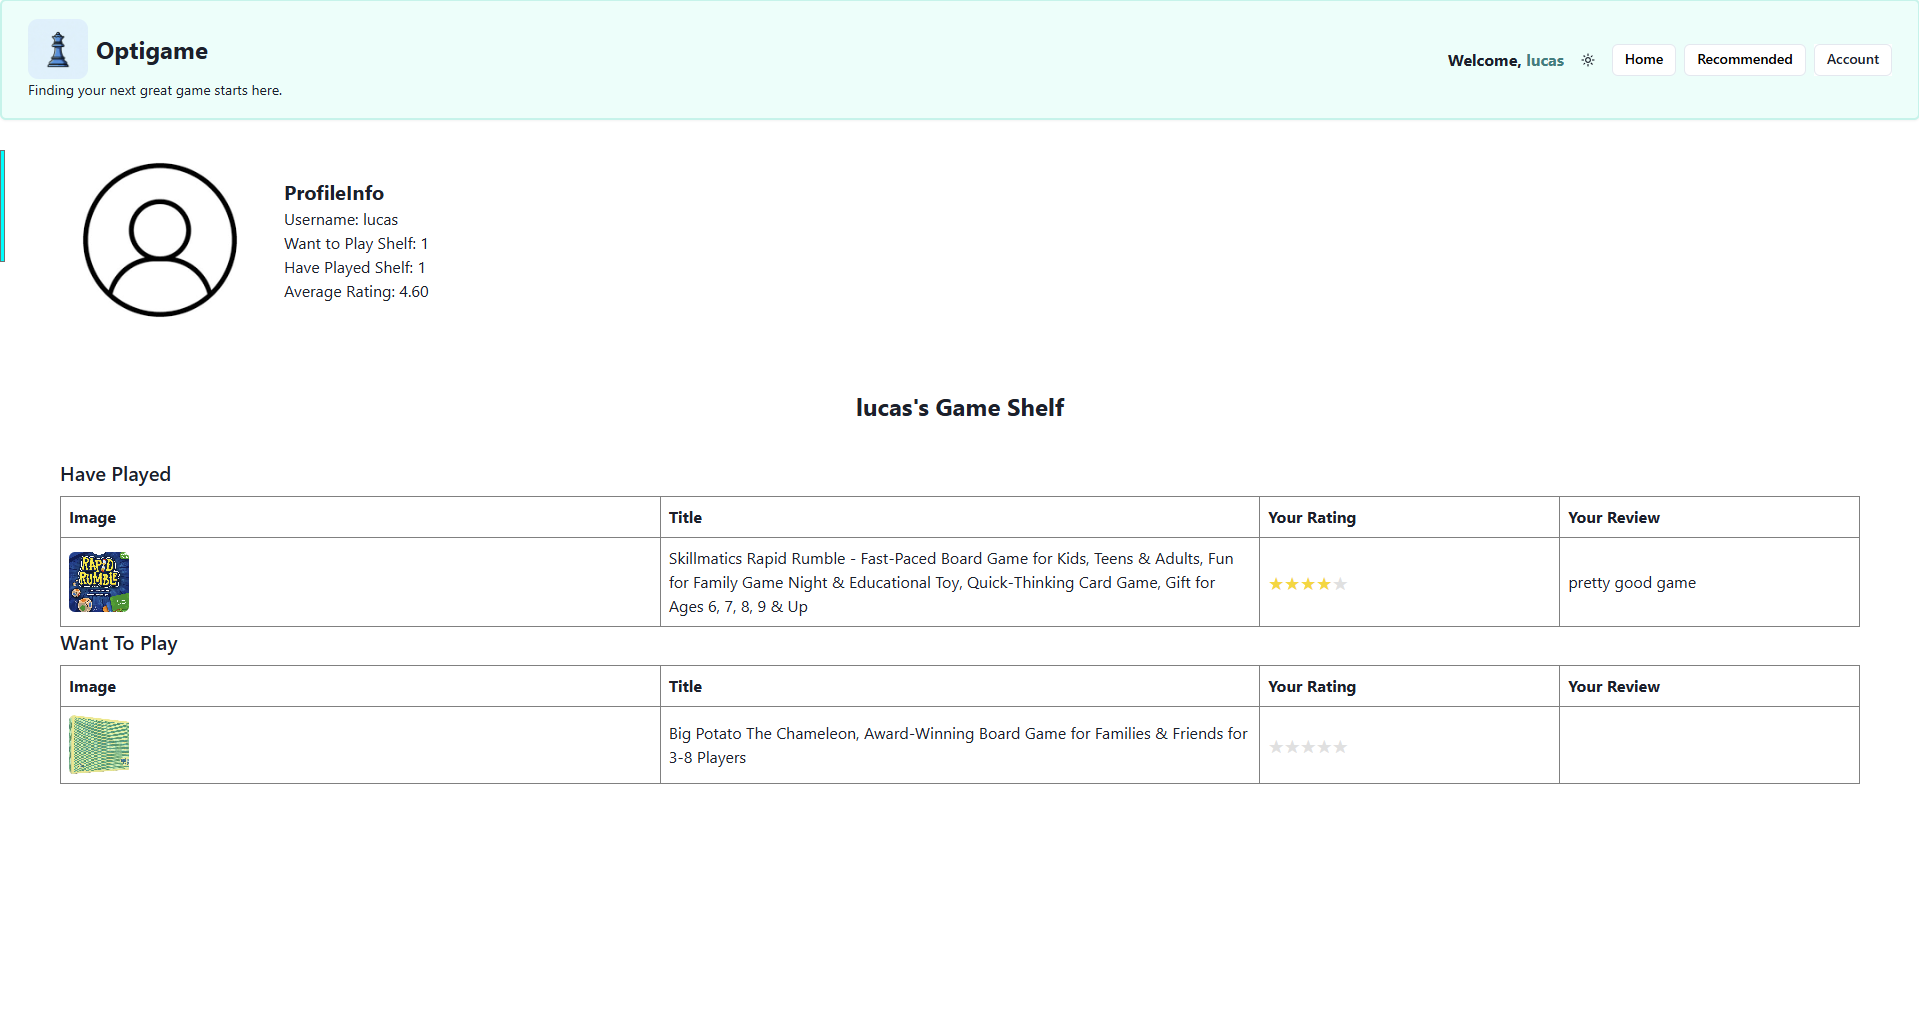 Optigame
Finding your next great game starts here.
Welcome, lucas
Home
Recommended
Account
ProfileInfo
Username: lucas
Want to Play Shelf: 1
Have Played Shelf: 1
Average Rating: 4.60
lucas's Game Shelf
Have Played
Image
Title
Your Rating
Your Review
RAPID
RUMBLE
Skillmatics Rapid Rumble - Fast-Paced Board Game for Kids, Teens & Adults, Fun
for Family Game Night & Educational Toy, Quick-Thinking Card Game, Gift for
Ages 6, 7, 8, 9 & Up
pretty good game
Want To Play
Image
Title
Your Rating
Your Review
Big Potato The Chameleon, Award-Winning Board Game for Families & Friends for
3-8 Players